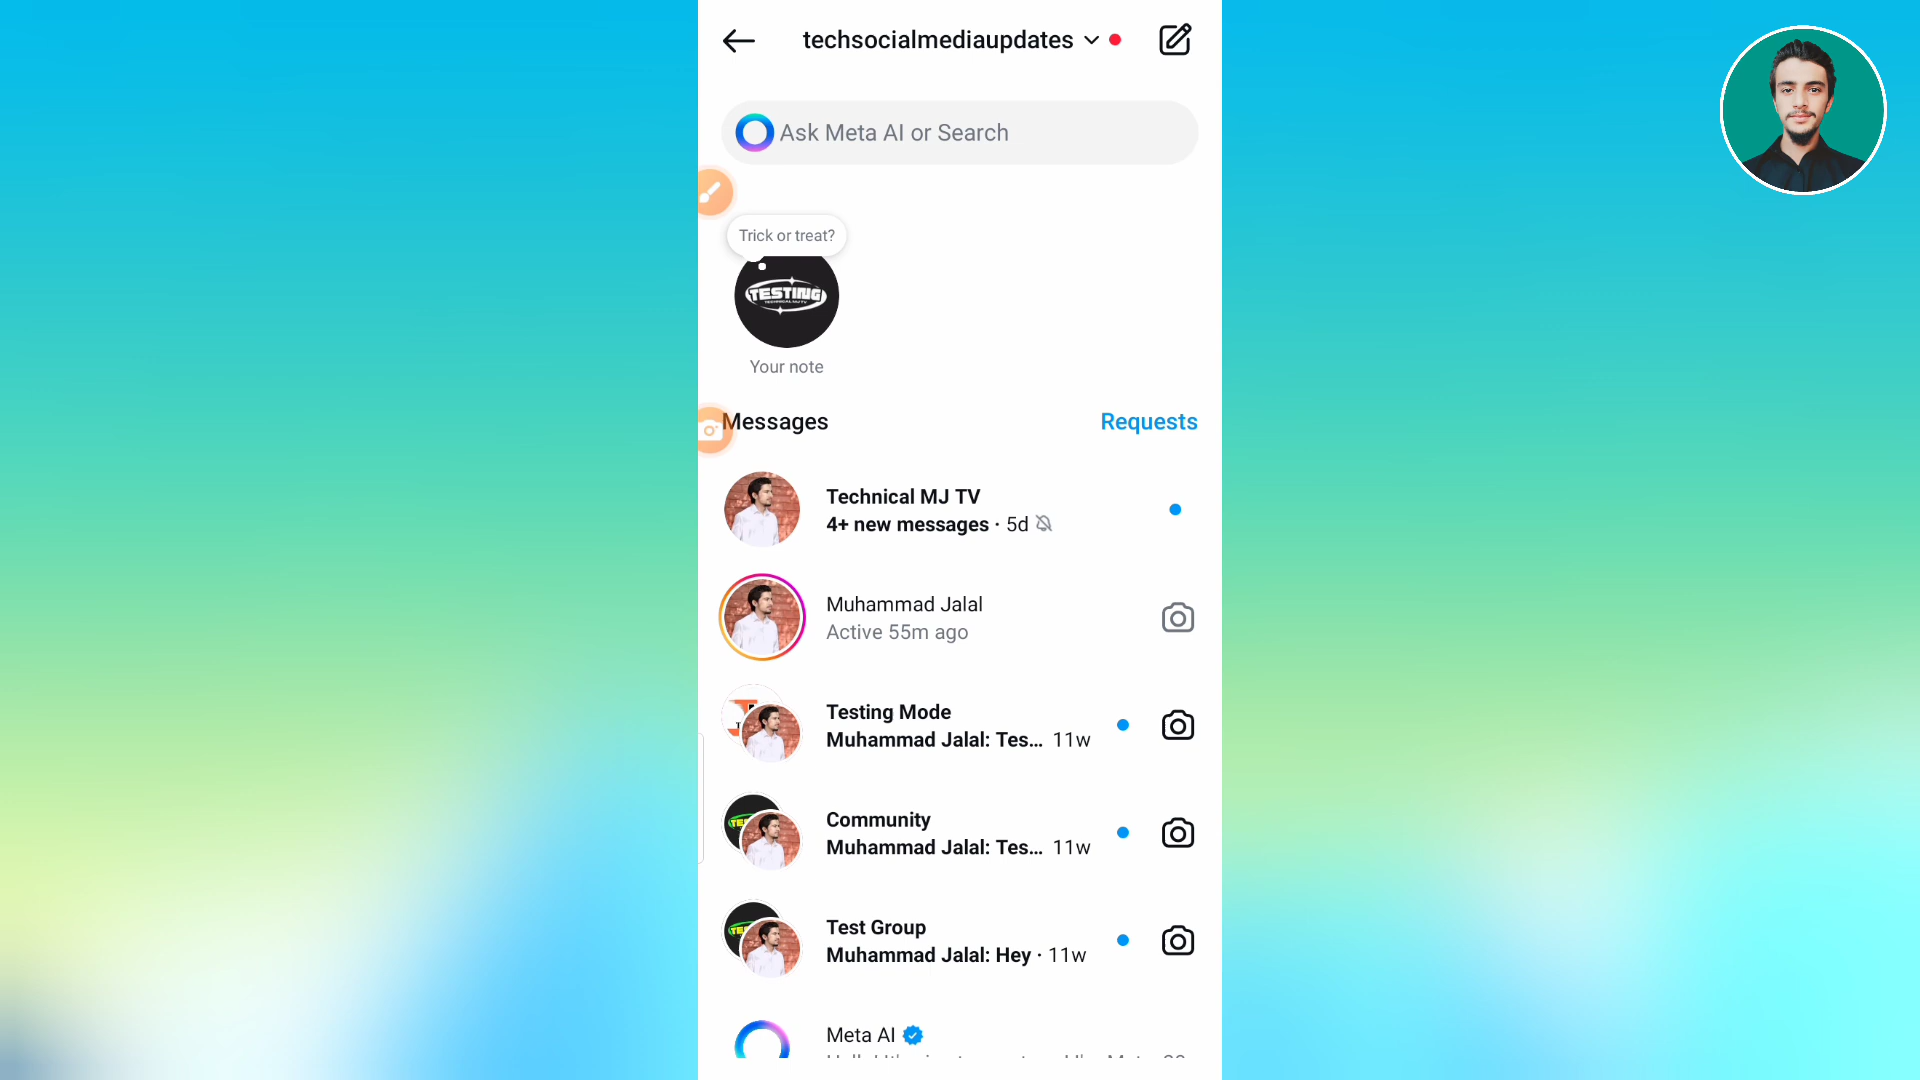 techsocialmediaupdates
Ask Meta AI or Search
Trick or treat?
TESTING
Your note
Messages
Requests
Technical MJ TV
4+ new messages · 5d
Muhammad Jalal
Active 55m ago
Testing Mode
Muhammad Jalal: Tes... 11w
Community
Muhammad Jalal: Tes... 11w
Test Group
Muhammad Jalal: Hey · 11w
Meta AI